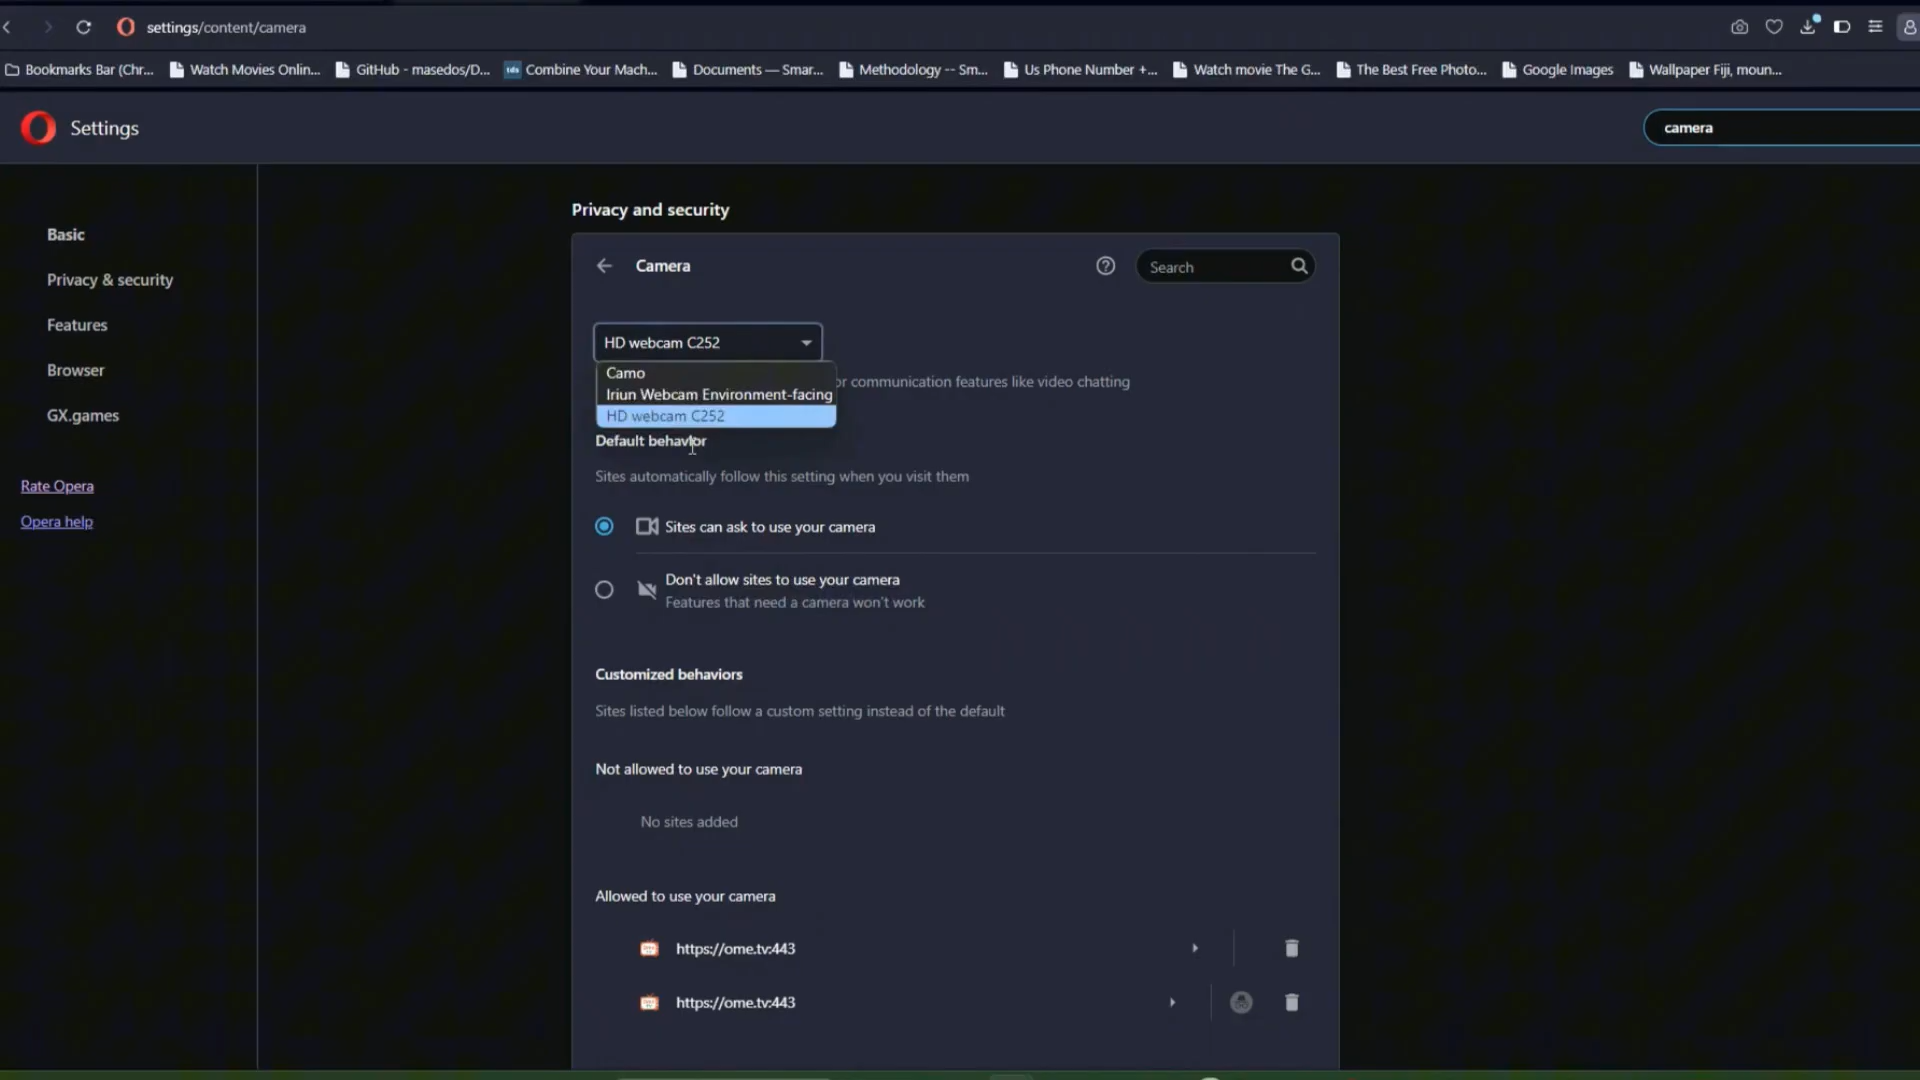 settings/content/camera
Bookmarks Bar (Chr...
Watch Movies Onlin...
GitHub - masedos/D...
tds Combine Your Mach...
Documents — Smar...
Methodology -- Sm...
Us Phone Number +...
Watch movie The G...
The Best Free Photo...
Google Images
Wallpaper Fiji, moun...
Settings
camera
Basic
Privacy & security
Features
Browser
GX.games
Rate Opera
Opera help
Privacy and security
Camera
Search
HD webcam C252
Camo
or communication features like video chatting
Iriun Webcam Environment-facing
HD webcam C252
Default behavior
Sites automatically follow this setting when you visit them
Sites can ask to use your camera
Don't allow sites to use your camera
Features that need a camera won't work
Customized behaviors
Sites listed below follow a custom setting instead of the default
Not allowed to use your camera
No sites added
Allowed to use your camera
https://ome.tv:443
https://ome.tv:443